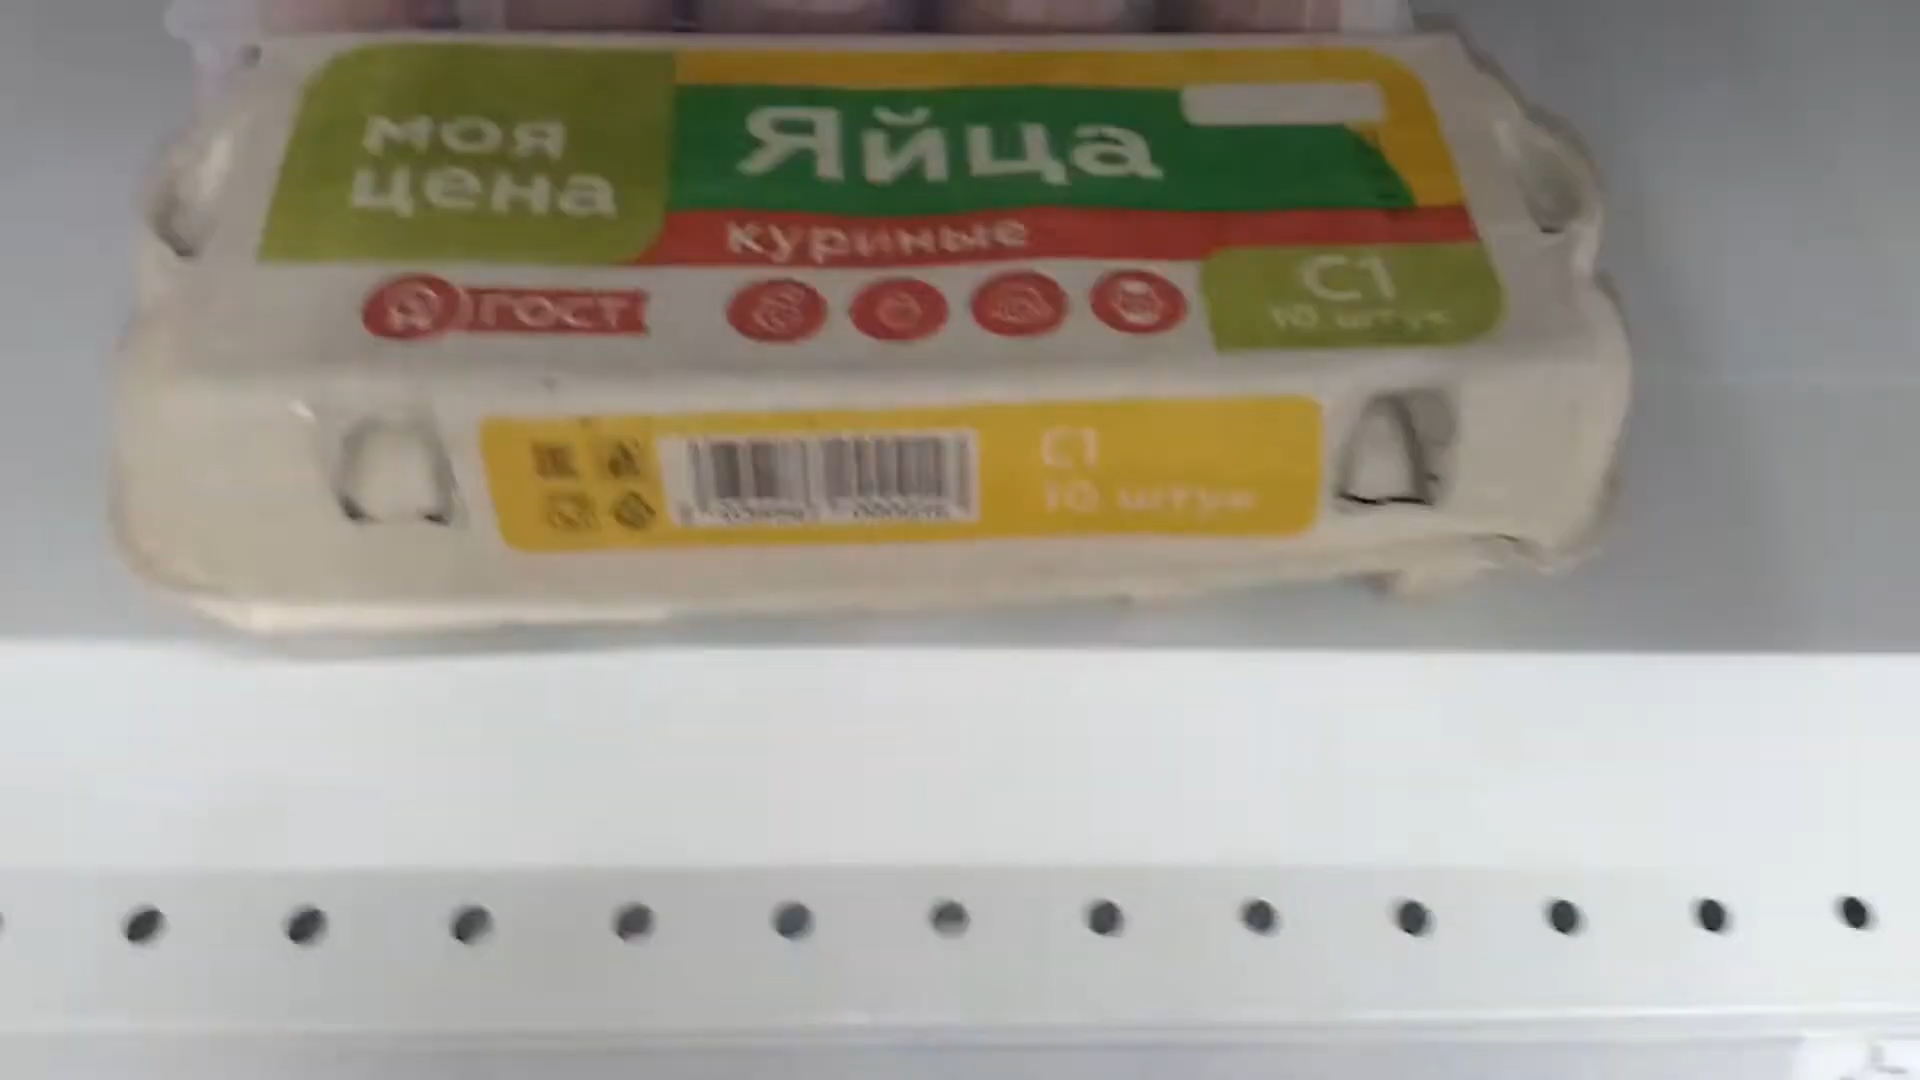 моя
цена
Яйца
куриные
ГОСТ
С1
10 штук
С1
10 штук